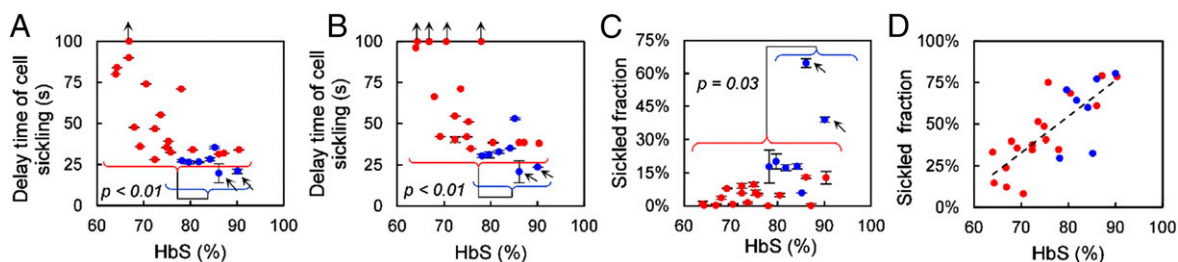 A
Delay time of cell
sickling (s)
100
75
50
25
0
p < 0.01
60 70 80 90 100
HbS (%)
B
Delay time of cell
sickling (s)
100
75
50
25
0
p < 0.01
60 70 80 90 100
HbS (%)
C
Sickled fraction
75%
60%
45%
30%
15%
0%
p = 0.03
60 70 80 90 100
HbS (%)
D
Sickled fraction
100%
75%
50%
25%
0%
60 70 80 90 100
HbS (%)